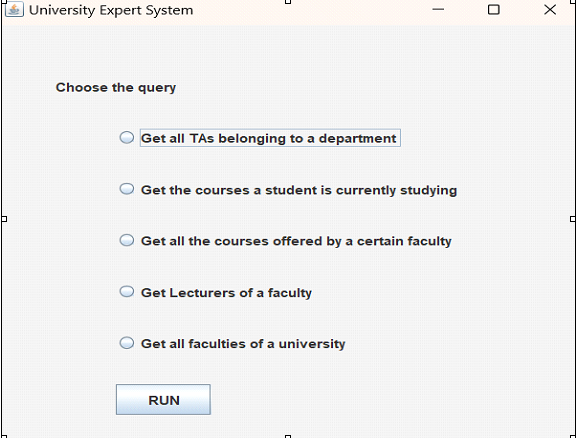 University Expert System
Choose the query
Get all TAs belonging to a department
Get the courses a student is currently studying
Get all the courses offered by a certain faculty
Get Lecturers of a faculty
Get all faculties of a university
RUN